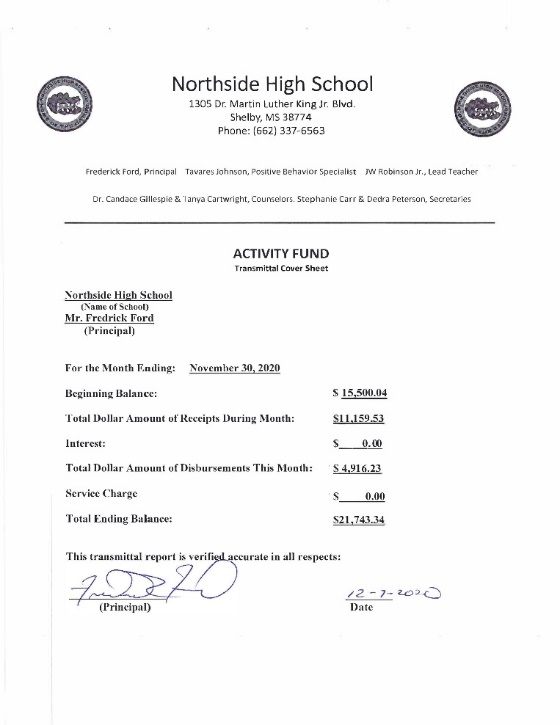 Northside High School
1305 Dr. Martin Luther King Jr. Blvd.
Shelby, MS 38774
Phone: (662) 337-6563
Frederick Ford, Principal Tavares Johnson, Positive Behavior Specialist JW Robinson Jr., Lead Teacher
Dr. Candace Gillespie & Tanya Cartwright, Counselors. Stephanie Carr & Dedra Peterson, Secretaries
ACTIVITY FUND
Transmittal Cover Sheet
Northside High School
(Name of School)
Mr. Fredrick Ford
(Principal)
For the Month Ending: November 30, 2020
Beginning Balance: $ 15,500.04
Total Dollar Amount of Receipts During Month: $11,159.53
Interest: $ 0.00
Total Dollar Amount of Disbursements This Month: $ 4,916.23
Service Charge $ 0.00
Total Ending Balance: $21,743.34
This transmittal report is verified accurate in all respects:
12-7-2020
(Principal) Date